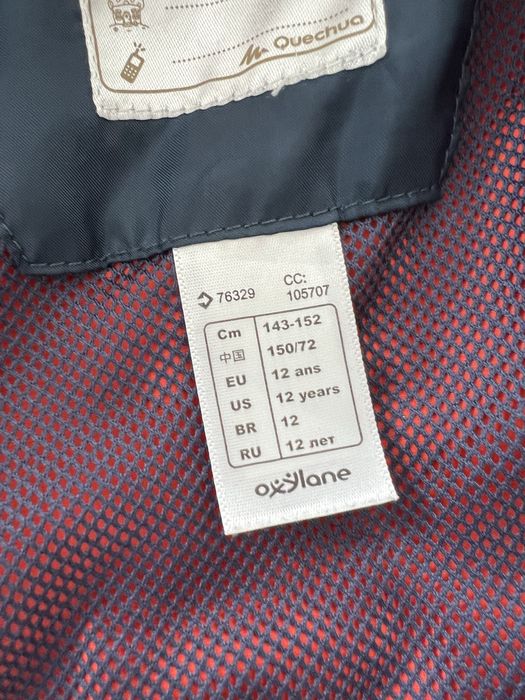 Quechua
76329 CC:
105707
Cm 143-152
中国 150/72
EU 12 ans
US 12 years
BR 12
RU 12 лет
oxylane